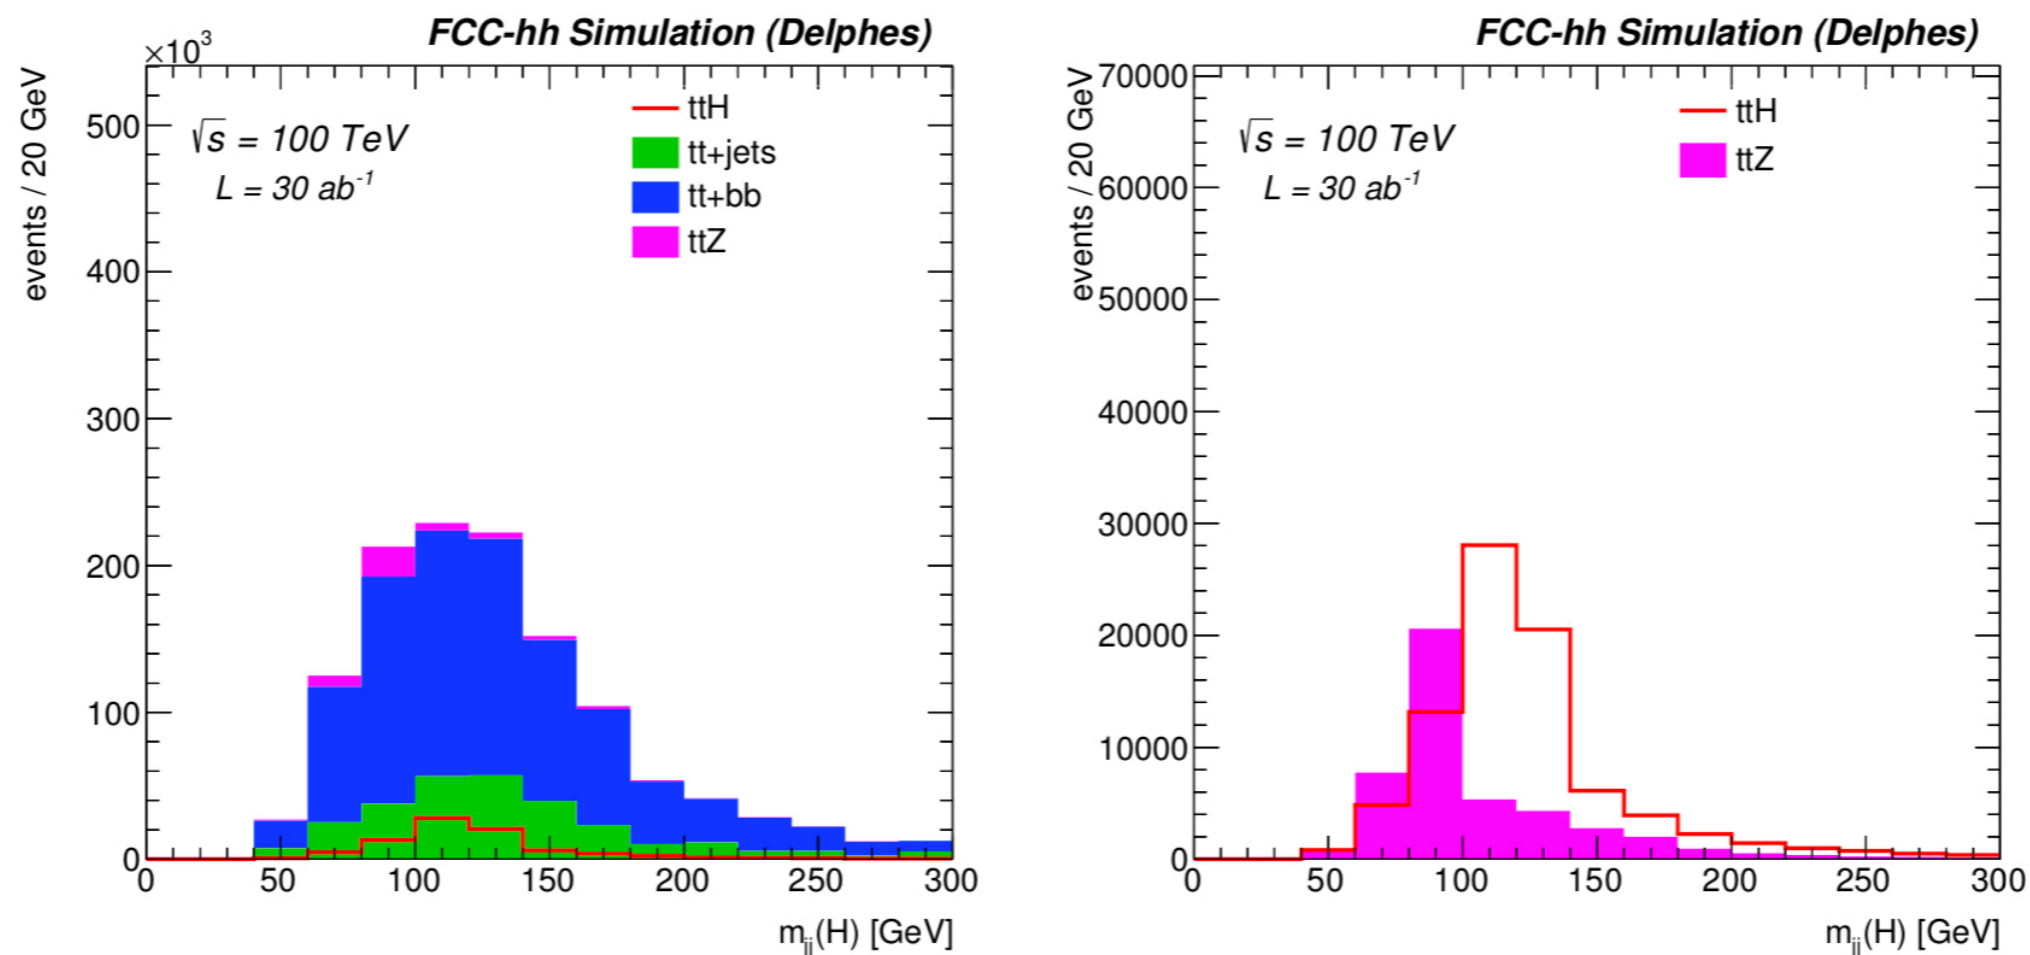 FCC-hh Simulation (Delphes)
×10³
events / 20 GeV
√s = 100 TeV
L = 30 ab⁻¹
ttH
tt+jets
tt+bb
ttZ
500
400
300
200
100
0
0 50 100 150 200 250 300
mjj(H) [GeV]
FCC-hh Simulation (Delphes)
events / 20 GeV
√s = 100 TeV
L = 30 ab⁻¹
ttH
ttZ
70000
60000
50000
40000
30000
20000
10000
0
0 50 100 150 200 250 300
mjj(H) [GeV]